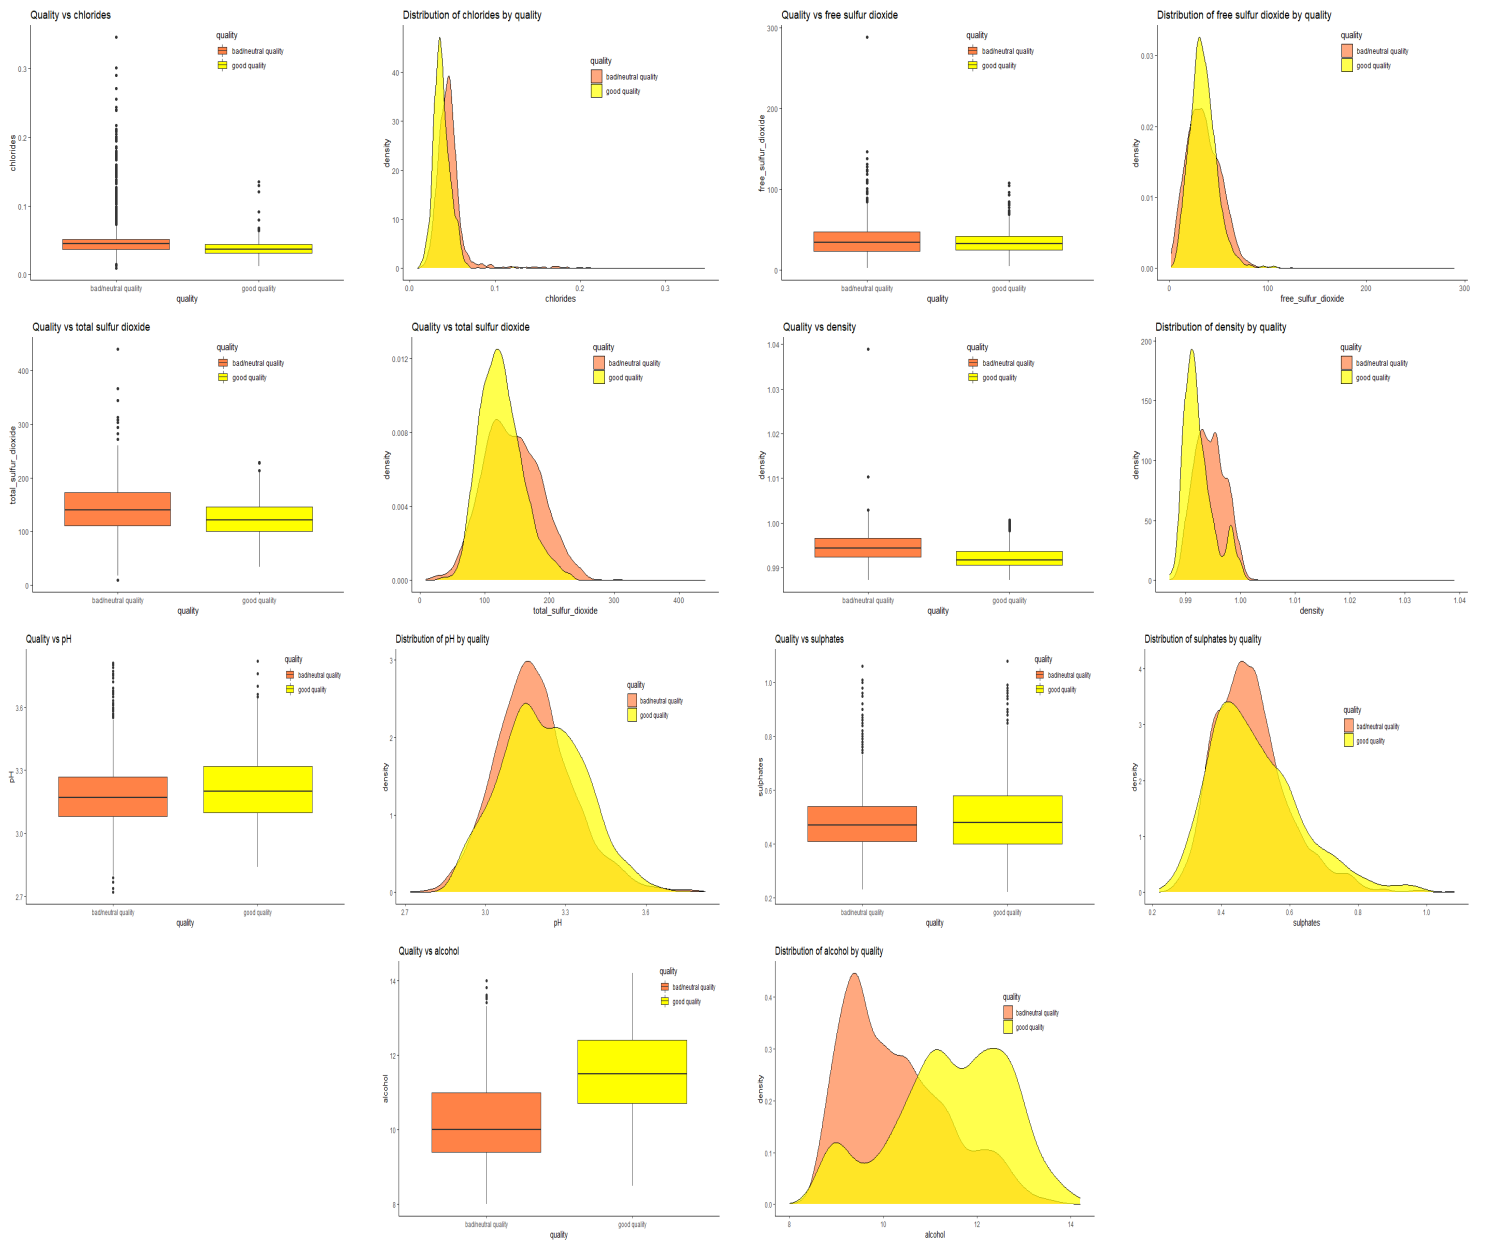 Quality vs chlorides
quality
bad/neutral quality
good quality
0.3
0.2
0.1
0.0
chlorides
bad/neutral quality
good quality
quality
Distribution of chlorides by quality
quality
bad/neutral quality
good quality
40
30
20
10
0
density
0.0
0.1
0.2
0.3
chlorides
Quality vs free sulfur dioxide
quality
bad/neutral quality
good quality
300
200
100
0
free_sulfur_dioxide
bad/neutral quality
good quality
quality
Distribution of free sulfur dioxide by quality
quality
bad/neutral quality
good quality
0.03
0.02
0.01
0.00
density
0
100
200
300
free_sulfur_dioxide
Quality vs total sulfur dioxide
quality
bad/neutral quality
good quality
400
300
200
100
0
total_sulfur_dioxide
bad/neutral quality
good quality
quality
Quality vs total sulfur dioxide
quality
bad/neutral quality
good quality
0.012
0.008
0.004
0.000
density
0
100
200
300
400
total_sulfur_dioxide
Quality vs density
quality
bad/neutral quality
good quality
1.04
1.03
1.02
1.01
1.00
0.99
density
bad/neutral quality
good quality
quality
Distribution of density by quality
quality
bad/neutral quality
good quality
200
150
100
50
0
density
0.99
1.00
1.01
1.02
1.03
1.04
density
Quality vs pH
quality
bad/neutral quality
good quality
3.6
3.3
3.0
2.7
pH
bad/neutral quality
good quality
quality
Distribution of pH by quality
quality
bad/neutral quality
good quality
3
2
1
0
density
2.7
3.0
3.3
3.6
pH
Quality vs sulphates
quality
bad/neutral quality
good quality
1.0
0.8
0.6
0.4
0.2
sulphates
bad/neutral quality
good quality
quality
Distribution of sulphates by quality
quality
bad/neutral quality
good quality
4
3
2
1
0
density
0.2
0.4
0.6
0.8
1.0
sulphates
Quality vs alcohol
quality
bad/neutral quality
good quality
14
12
10
8
alcohol
bad/neutral quality
good quality
quality
Distribution of alcohol by quality
quality
bad/neutral quality
good quality
0.4
0.3
0.2
0.1
0.0
density
8
10
12
14
alcohol